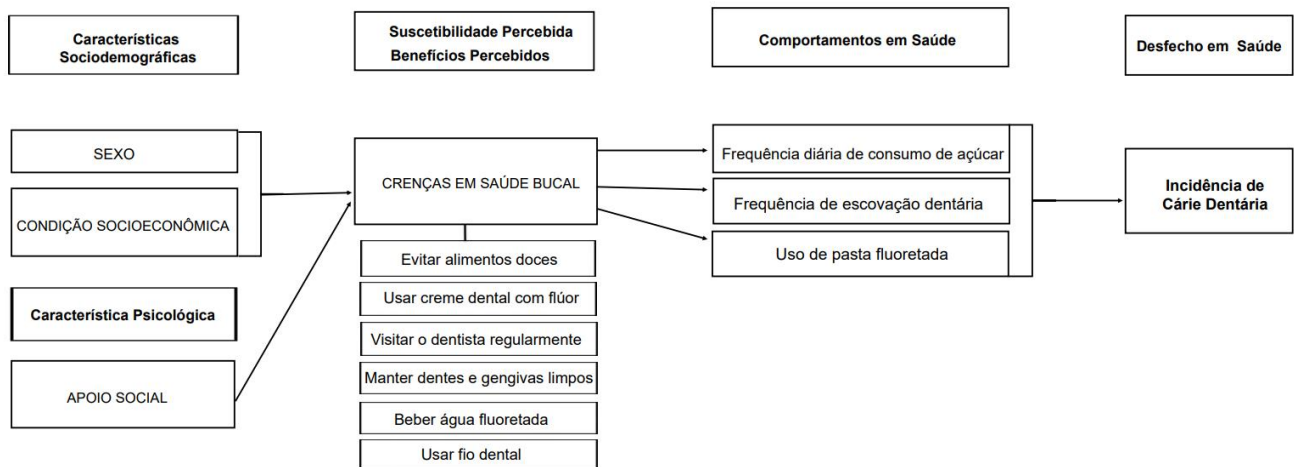 Características
Sociodemográficas
Suscetibilidade Percebida
Benefícios Percebidos
Comportamentos em Saúde
Desfecho em Saúde
SEXO
CONDIÇÃO SOCIOECONÔMICA
Característica Psicológica
APOIO SOCIAL
CRENÇAS EM SAÚDE BUCAL
Evitar alimentos doces
Usar creme dental com flúor
Visitar o dentista regularmente
Manter dentes e gengivas limpos
Beber água fluoretada
Usar fio dental
Frequência diária de consumo de açúcar
Frequência de escovação dentária
Uso de pasta fluoretada
Incidência de
Cárie Dentária